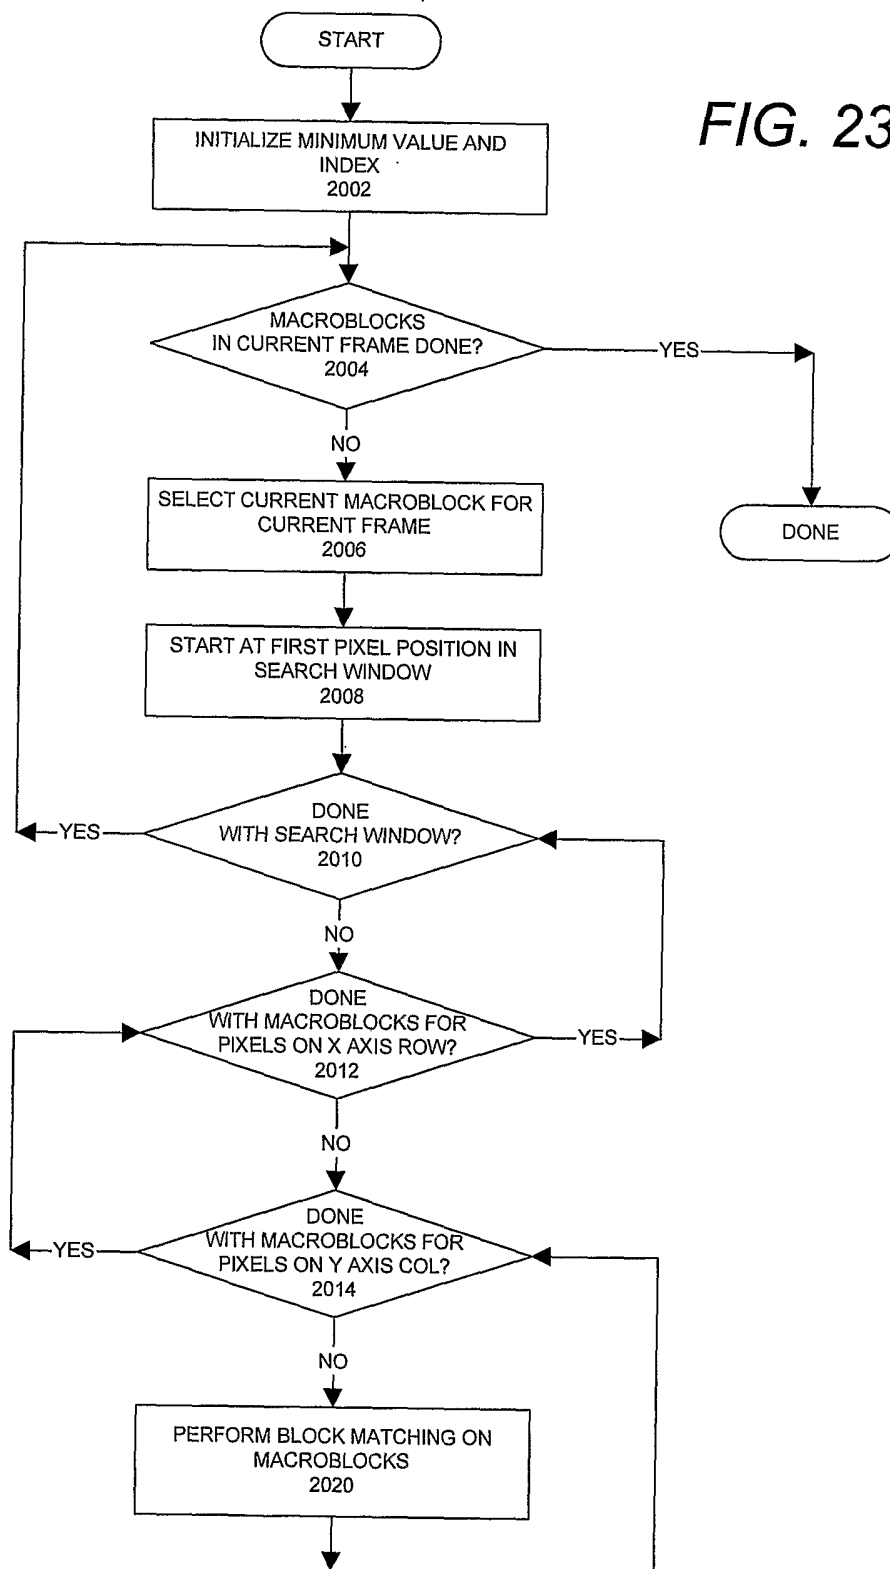 START
FIG. 23
INITIALIZE MINIMUM VALUE AND
INDEX
2002
MACROBLOCKS
IN CURRENT FRAME DONE?
2004
YES
NO
SELECT CURRENT MACROBLOCK FOR
CURRENT FRAME
2006
DONE
START AT FIRST PIXEL POSITION IN
SEARCH WINDOW
2008
DONE
WITH SEARCH WINDOW?
2010
YES
NO
DONE
WITH MACROBLOCKS FOR
PIXELS ON X AXIS ROW?
2012
YES
NO
DONE
WITH MACROBLOCKS FOR
PIXELS ON Y AXIS COL?
2014
YES
NO
PERFORM BLOCK MATCHING ON
MACROBLOCKS
2020